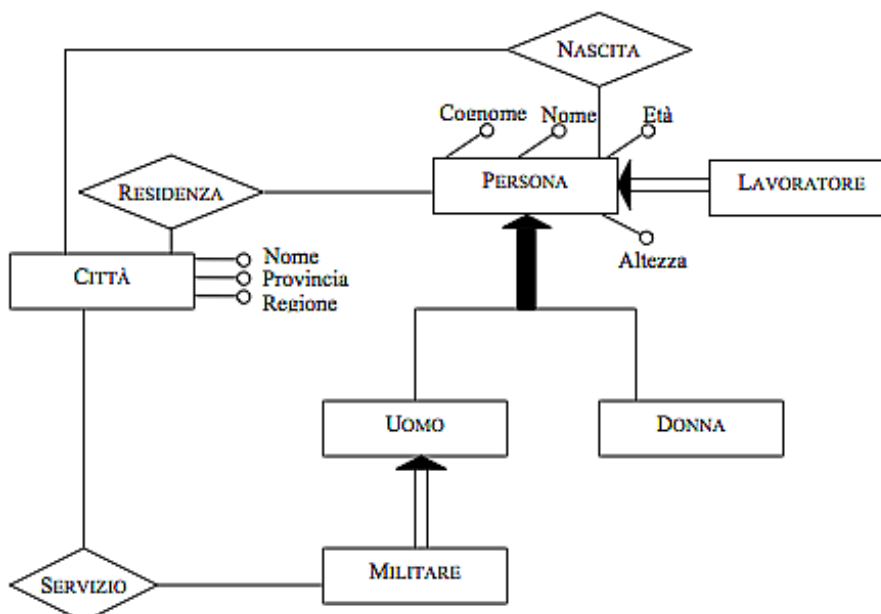 NASCITA
Cognome
Nome
Età
PERSONA
LAVORATORE
RESIDENZA
Altezza
CITTÀ
Nome
Provincia
Regione
UOMO
DONNA
MILITARE
SERVIZIO